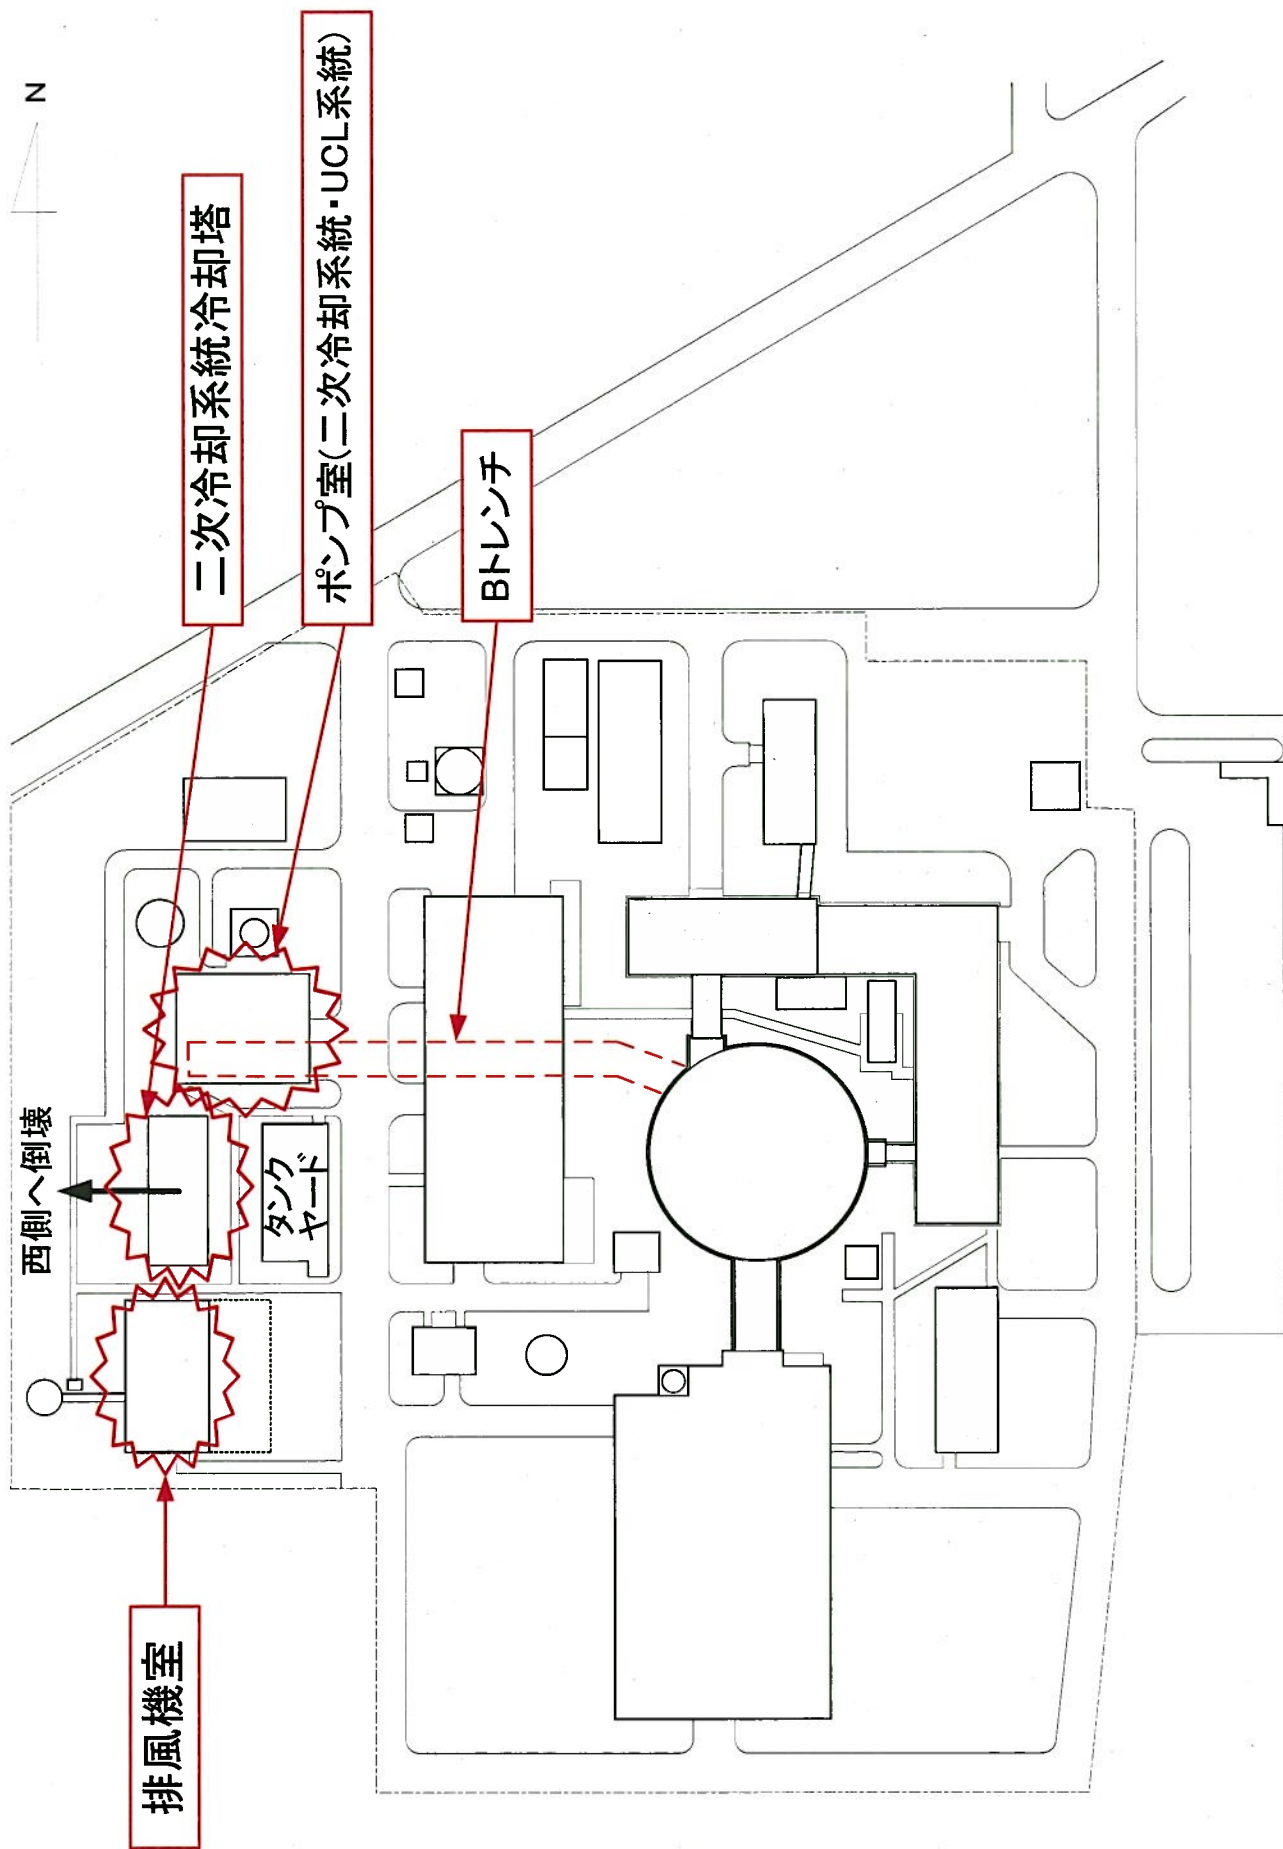 N
二次冷却系統冷却塔
ポンプ室(二次冷却系統・UCL系統)
Bトレンチ
西側へ倒壊
タンク
ヤード
排風機室